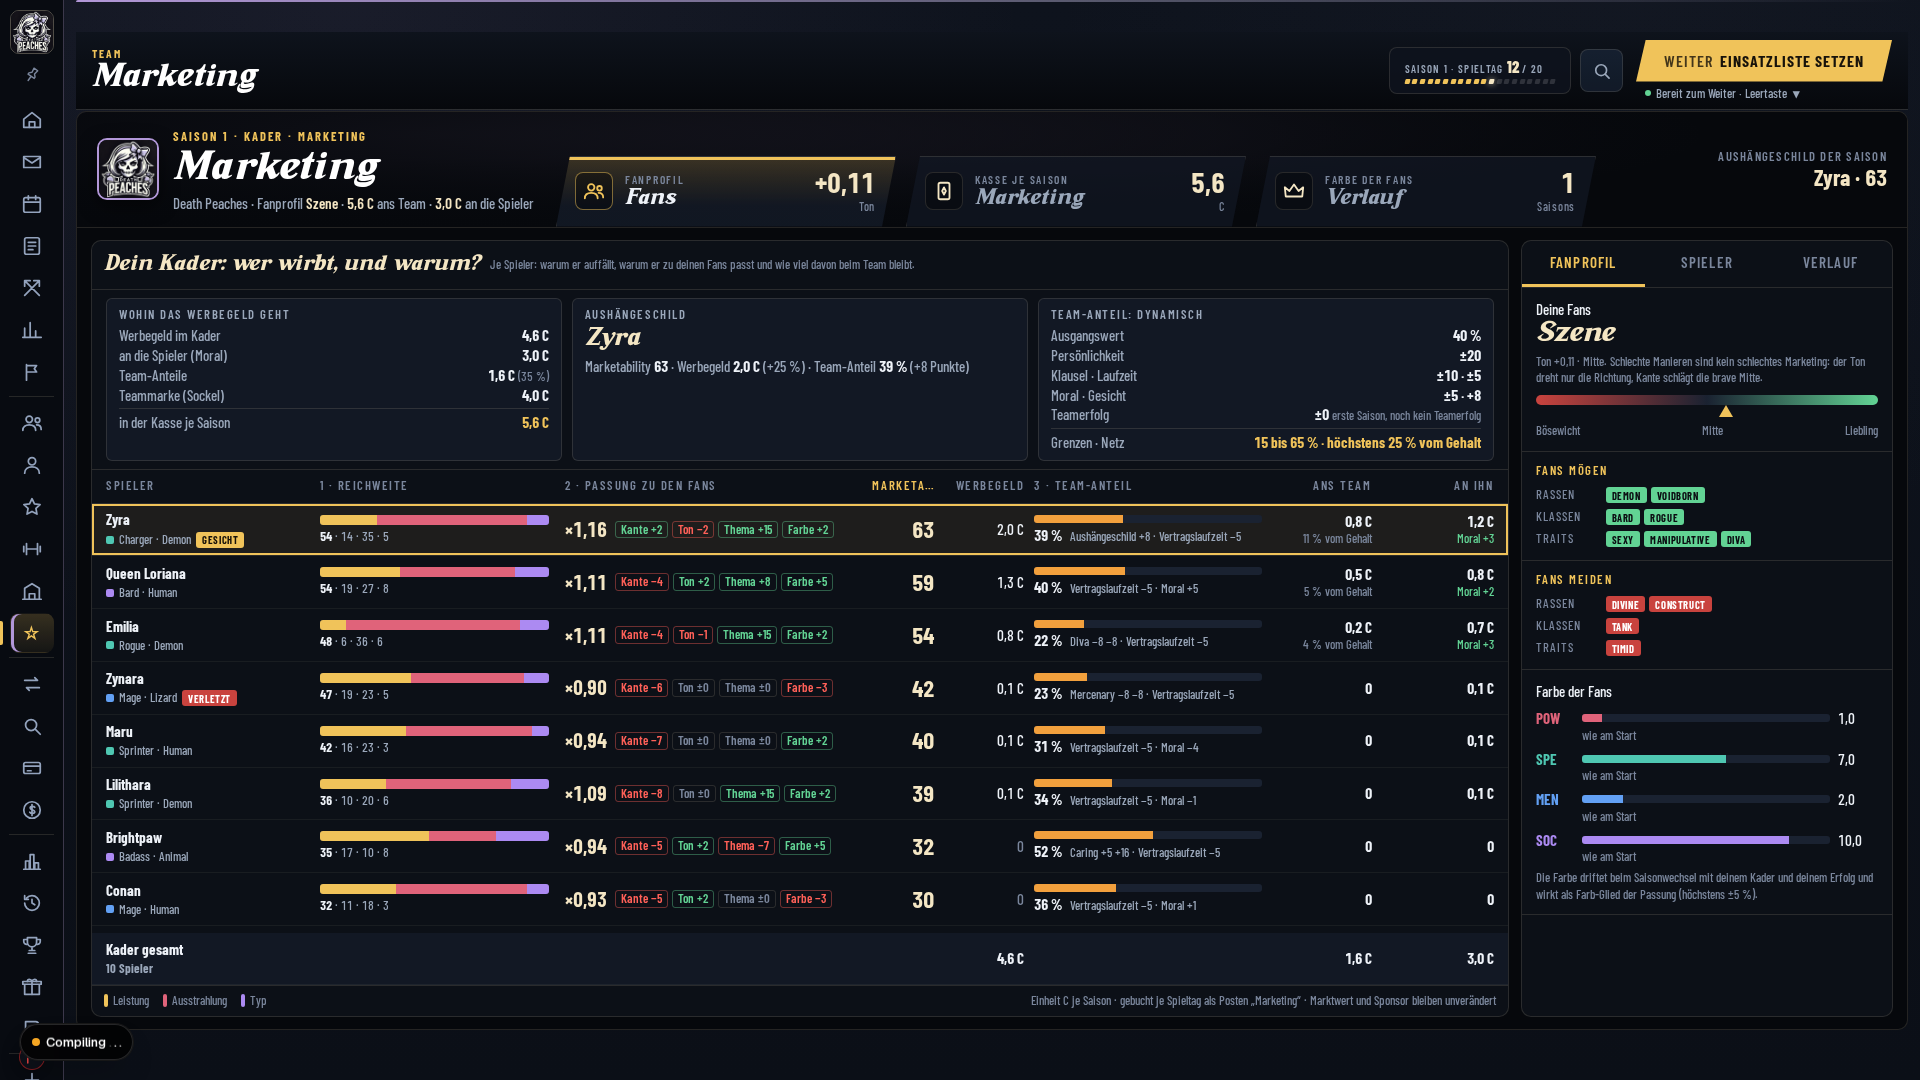 TEAM
Marketing
SAISON 1 · SPIELTAG 12 / 20
WEITER EINSATZLISTE SETZEN
Bereit zum Weiter · Leertaste ▼
PEACHES
SAISON 1 · KADER · MARKETING
Marketing
Death Peaches · Fanprofil Szene · 5,6 C ans Team · 3,0 C an die Spieler
FANPROFIL
Fans
+0,11
Ton
KASSE JE SAISON
Marketing
5,6
C
FARBE DER FANS
Verlauf
1
Saisons
AUSHÄNGESCHILD DER SAISON
Zyra · 63
Dein Kader: wer wirbt, und warum? Je Spieler: warum er auffällt, warum er zu deinen Fans passt und wie viel davon beim Team bleibt.
WOHIN DAS WERBEGELD GEHT
Werbegeld im Kader 4,6 C
an die Spieler (Moral) 3,0 C
Team-Anteile 1,6 C (35 %)
Teammarke (Sockel) 4,0 C
in der Kasse je Saison 5,6 C
AUSHÄNGESCHILD
Zyra
Marketability 63 · Werbegeld 2,0 C (+25 %) · Team-Anteil 39 % (+8 Punkte)
TEAM-ANTEIL: DYNAMISCH
Ausgangswert 40 %
Persönlichkeit ±20
Klausel · Laufzeit ±10 · ±5
Moral · Gesicht ±5 · +8
Teamerfolg ±0 erste Saison, noch kein Teamerfolg
Grenzen · Netz 15 bis 65 % · höchstens 25 % vom Gehalt
SPIELER 1 · REICHWEITE 2 · PASSUNG ZU DEN FANS MARKETA... WERBEGELD 3 · TEAM-ANTEIL ANS TEAM AN IHN
Zyra
Charger · Demon GESICHT
54 · 14 · 35 · 5
×1,16 Kante +2 Ton −2 Thema +15 Farbe +2
63 2,0 C
39 % Aushängeschild +8 · Vertragslaufzeit −5
0,8 C
11 % vom Gehalt
1,2 C
Moral +3
Queen Loriana
Bard · Human
54 · 19 · 27 · 8
×1,11 Kante −4 Ton +2 Thema +8 Farbe +5
59 1,3 C
40 % Vertragslaufzeit −5 · Moral +5
0,5 C
5 % vom Gehalt
0,8 C
Moral +2
Emilia
Rogue · Demon
48 · 6 · 36 · 6
×1,11 Kante −4 Ton −1 Thema +15 Farbe +2
54 0,8 C
22 % Diva −8 −8 · Vertragslaufzeit −5
0,2 C
4 % vom Gehalt
0,7 C
Moral +3
Zynara
Mage · Lizard VERLETZT
47 · 19 · 23 · 5
×0,90 Kante −6 Ton ±0 Thema ±0 Farbe −3
42 0,1 C
23 % Mercenary −8 −8 · Vertragslaufzeit −5
0 0,1 C
Maru
Sprinter · Human
42 · 16 · 23 · 3
×0,94 Kante −7 Ton ±0 Thema ±0 Farbe +2
40 0,1 C
31 % Vertragslaufzeit −5 · Moral −4
0 0,1 C
Lilithara
Sprinter · Demon
36 · 10 · 20 · 6
×1,09 Kante −8 Ton ±0 Thema +15 Farbe +2
39 0,1 C
34 % Vertragslaufzeit −5 · Moral −1
0 0,1 C
Brightpaw
Badass · Animal
35 · 17 · 10 · 8
×0,94 Kante −5 Ton +2 Thema −7 Farbe +5
32 0
52 % Caring +5 +16 · Vertragslaufzeit −5
0 0
Conan
Mage · Human
32 · 11 · 18 · 3
×0,93 Kante −5 Ton +2 Thema ±0 Farbe −3
30 0
36 % Vertragslaufzeit −5 · Moral +1
0 0
Kader gesamt
10 Spieler
4,6 C 1,6 C 3,0 C
Leistung Ausstrahlung Typ
Einheit C je Saison · gebucht je Spieltag als Posten „Marketing“ · Marktwert und Sponsor bleiben unverändert
FANPROFIL SPIELER VERLAUF
Deine Fans
Szene
Ton +0,11 · Mitte. Schlechte Manieren sind kein schlechtes Marketing: der Ton
dreht nur die Richtung, Kante schlägt die brave Mitte.
Bösewicht Mitte Liebling
FANS MÖGEN
RASSEN DEMON VOIDBORN
KLASSEN BARD ROGUE
TRAITS SEXY MANIPULATIVE DIVA
FANS MEIDEN
RASSEN DIVINE CONSTRUCT
KLASSEN TANK
TRAITS TIMID
Farbe der Fans
POW 1,0
wie am Start
SPE 7,0
wie am Start
MEN 2,0
wie am Start
SOC 10,0
wie am Start
Die Farbe driftet beim Saisonwechsel mit deinem Kader und deinem Erfolg und
wirkt als Farb-Glied der Passung (höchstens ±5 %).
Compiling ...